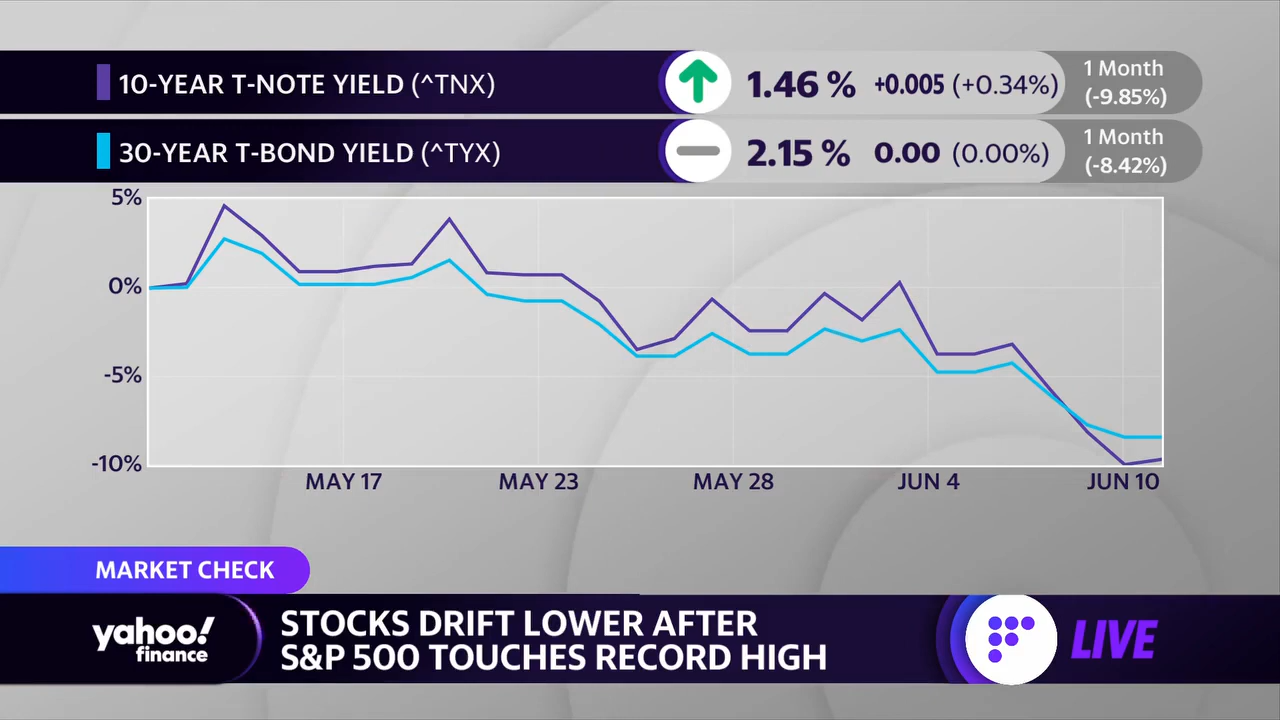 10-YEAR T-NOTE YIELD (^TNX) 1.46 % +0.005 (+0.34%) 1 Month
(-9.85%)
30-YEAR T-BOND YIELD (^TYX) 2.15 % 0.00 (0.00%) 1 Month
(-8.42%)
5%
0%
-5%
-10%
MAY 17 MAY 23 MAY 28 JUN 4 JUN 10
MARKET CHECK
yahoo!
finance
STOCKS DRIFT LOWER AFTER
S&P 500 TOUCHES RECORD HIGH
LIVE